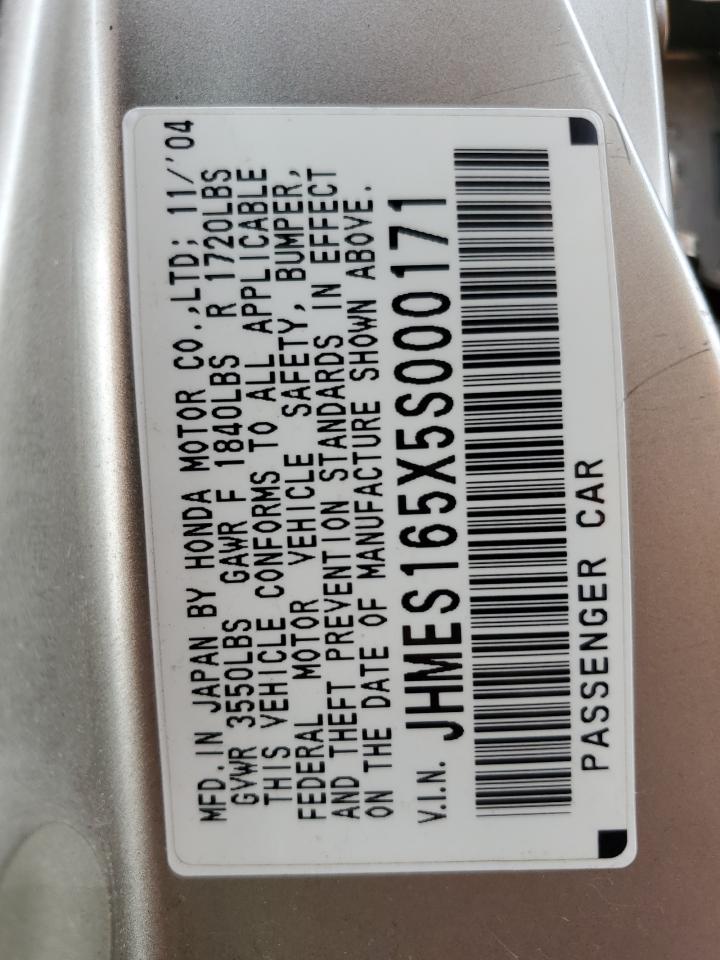 MFD. IN JAPAN BY HONDA MOTOR CO.,LTD; 11/'04
GVWR 3550LBS GAWR F 1840LBS R 1720LBS
THIS VEHICLE CONFORMS TO ALL APPLICABLE
FEDERAL MOTOR VEHICLE SAFETY, BUMPER,
AND THEFT PREVENTION STANDARDS IN EFFECT
ON THE DATE OF MANUFACTURE SHOWN ABOVE.
V.I.N. JHMES165X5S000171
PASSENGER CAR